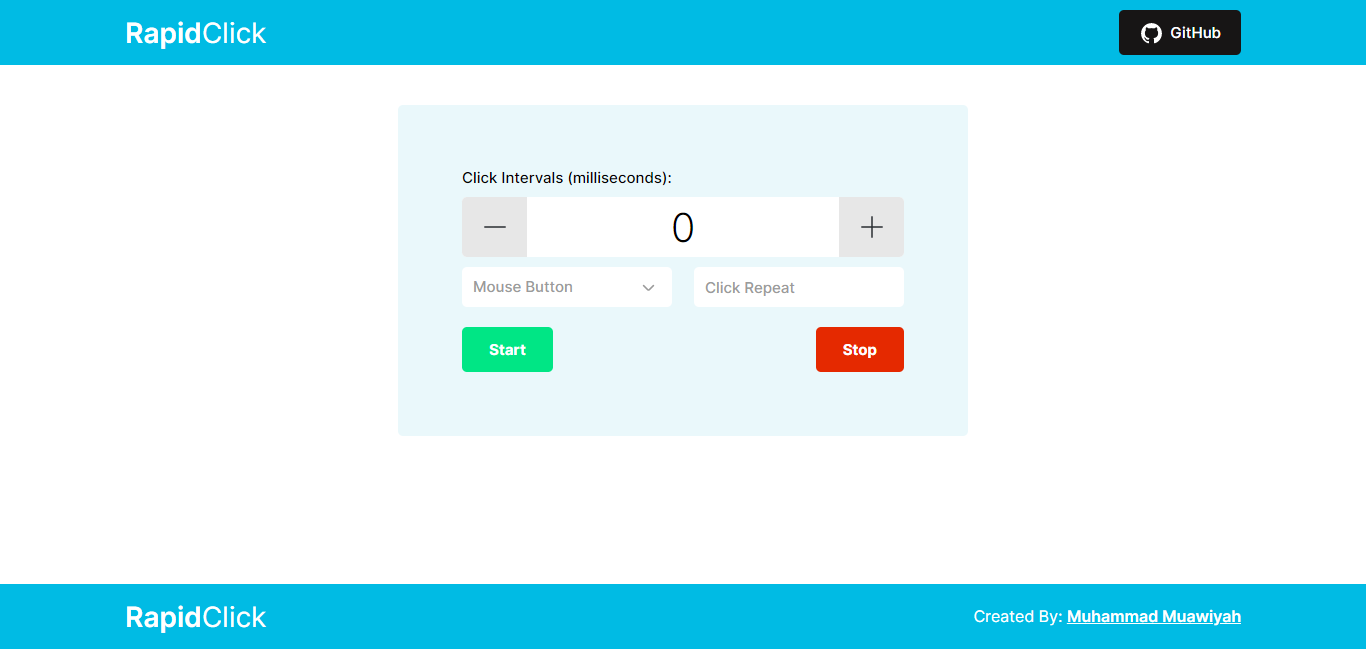 RapidClick
GitHub
Click Intervals (milliseconds):
0
Mouse Button
Click Repeat
Start
Stop
RapidClick
Created By: Muhammad Muawiyah